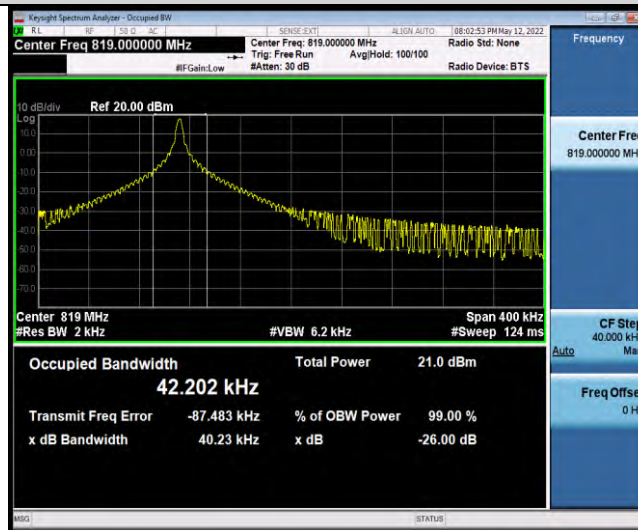 Keysight Spectrum Analyzer - Occupied BW
RL RF 50 Ω AC SENSE:EXT ALIGN AUTO 08:02:53 PM May 12, 2022
Center Freq 819.000000 MHz Center Freq: 819.000000 MHz Radio Std: None
Trig: Free Run Avg|Hold: 100/100
#IFGain:Low #Atten: 30 dB Radio Device: BTS
10 dB/div Ref 20.00 dBm
Log
10.0
0.00
-10.0
-20.0
-30.0
-40.0
-50.0
-60.0
-70.0
Center 819 MHz Span 400 kHz
#Res BW 2 kHz #VBW 6.2 kHz #Sweep 124 ms
Occupied Bandwidth Total Power 21.0 dBm
42.202 kHz
Transmit Freq Error -87.483 kHz % of OBW Power 99.00 %
x dB Bandwidth 40.23 kHz x dB -26.00 dB
MSG STATUS
Frequency
Center Fre
819.000000 MH
CF Step
40.000 kH
Auto Ma
Freq Offse
0 H